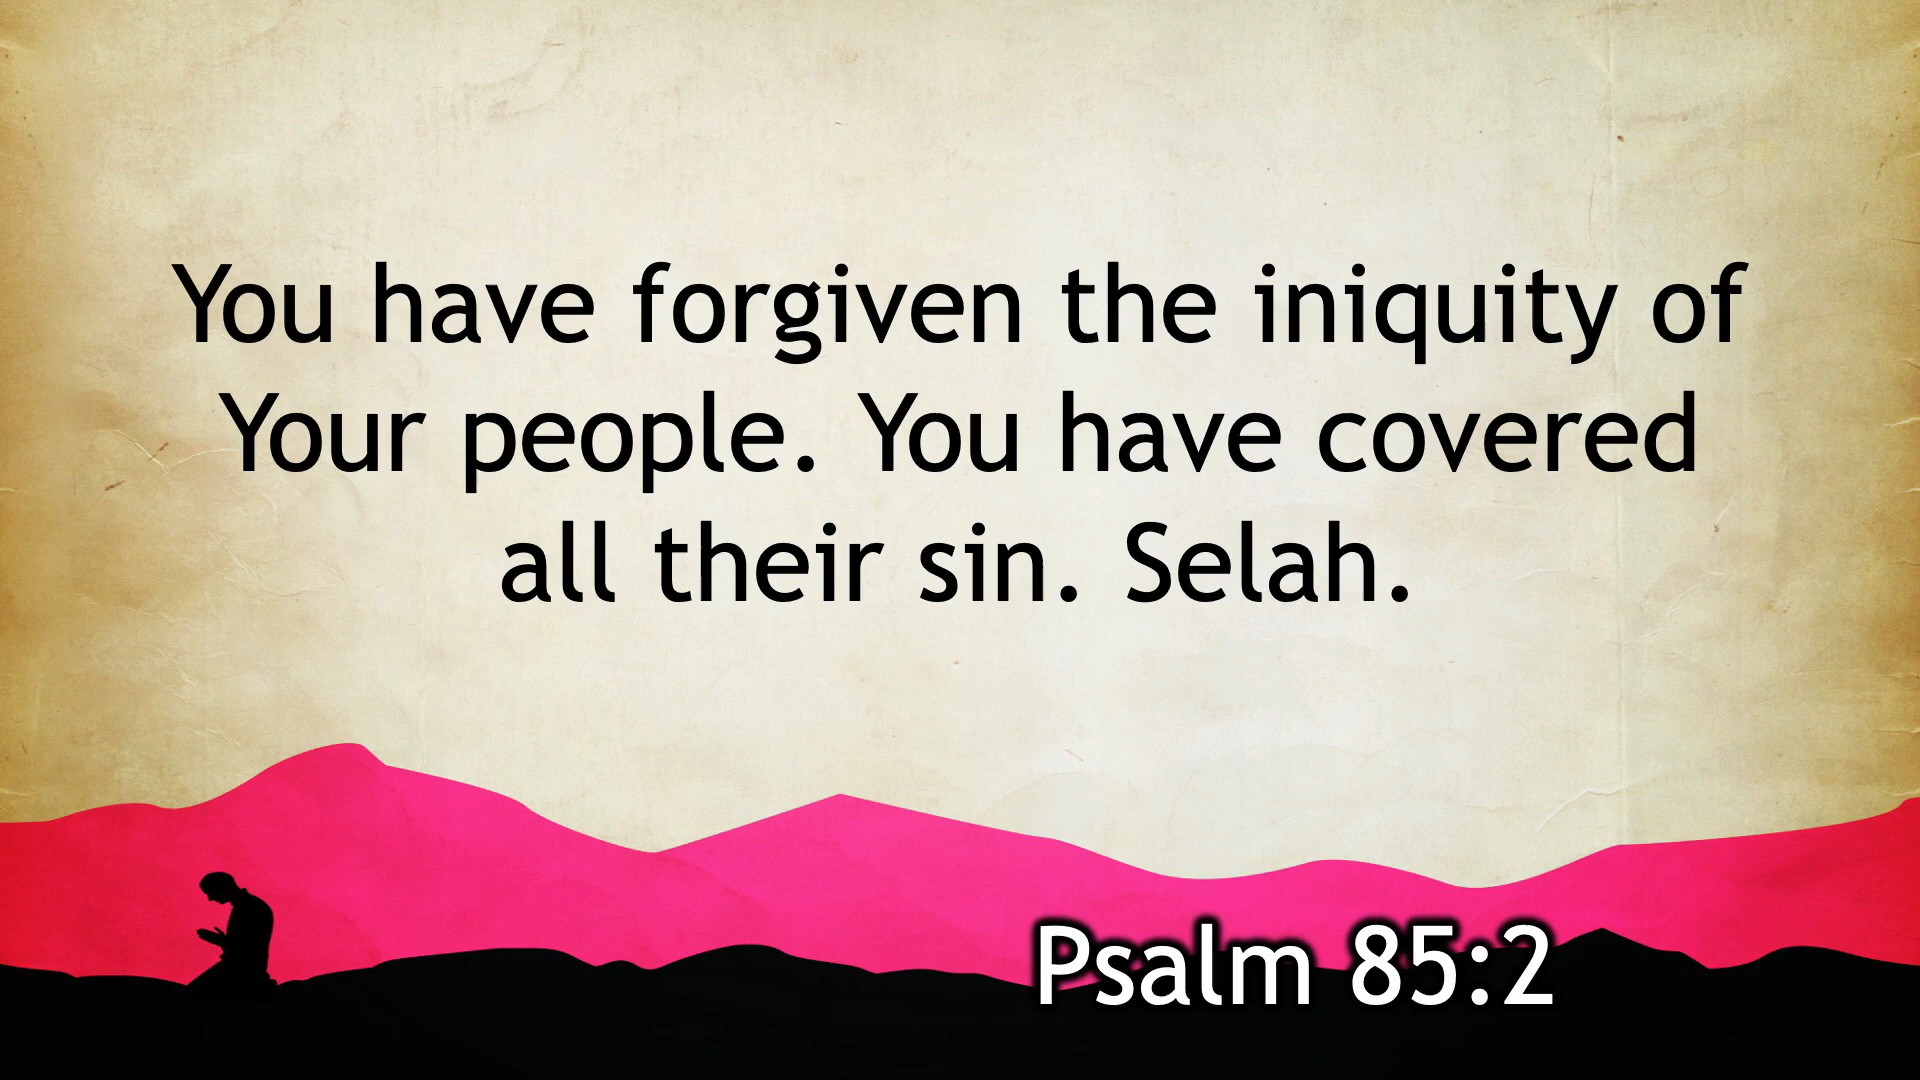 You have forgiven the iniquity of
Your people. You have covered
all their sin. Selah.
Psalm 85:2